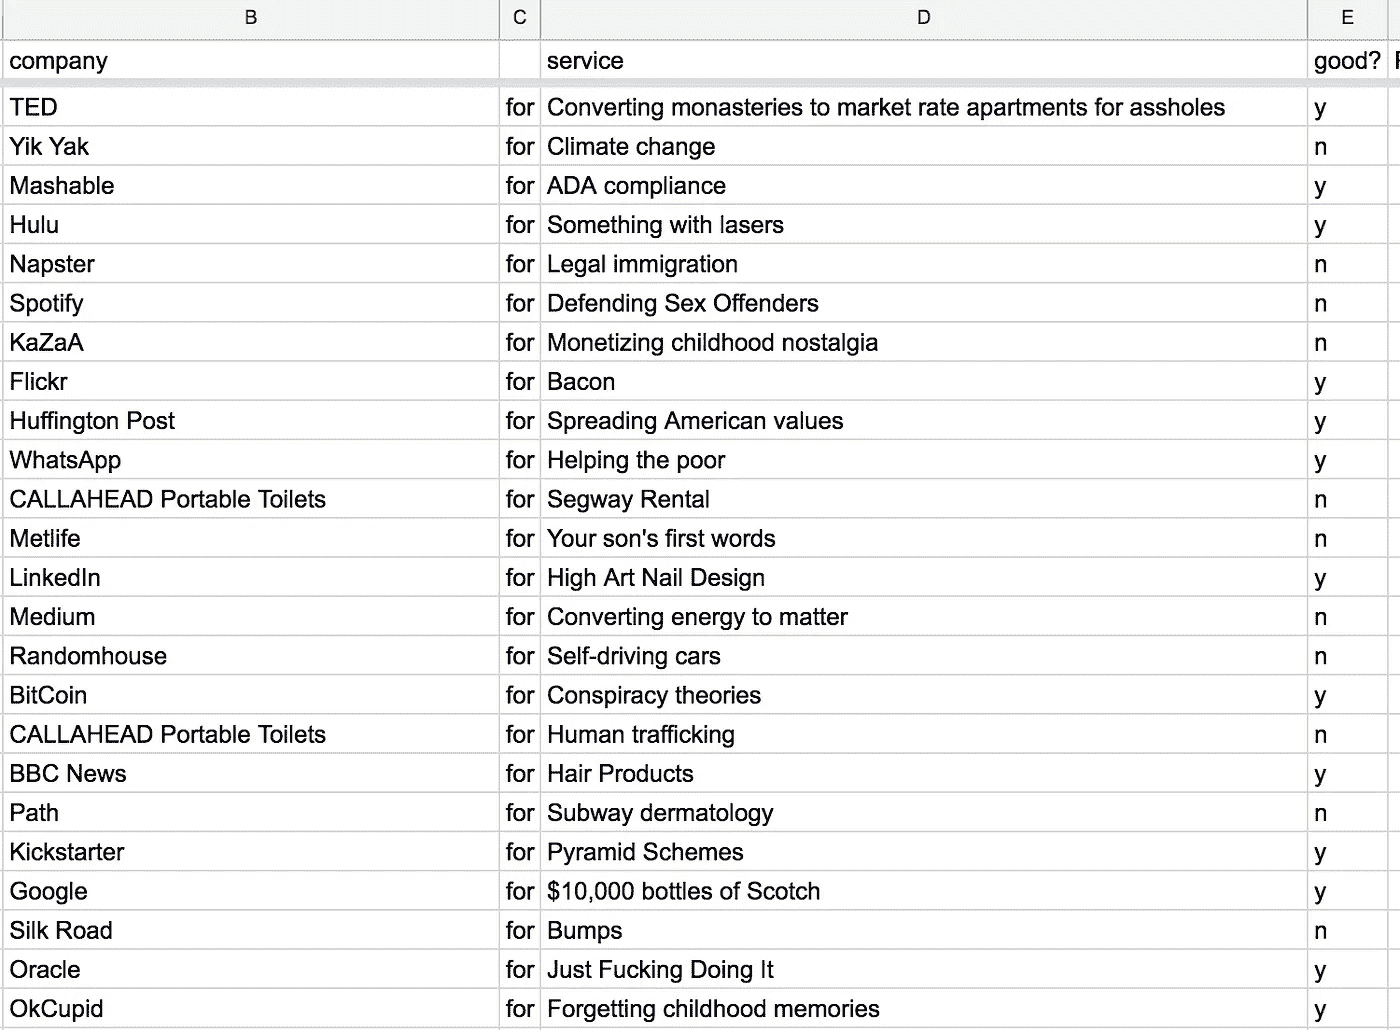 B C D E
company service good?
TED for Converting monasteries to market rate apartments for assholes y
Yik Yak for Climate change n
Mashable for ADA compliance y
Hulu for Something with lasers y
Napster for Legal immigration n
Spotify for Defending Sex Offenders n
KaZaA for Monetizing childhood nostalgia n
Flickr for Bacon y
Huffington Post for Spreading American values y
WhatsApp for Helping the poor y
CALLAHEAD Portable Toilets for Segway Rental n
Metlife for Your son's first words n
LinkedIn for High Art Nail Design y
Medium for Converting energy to matter n
Randomhouse for Self-driving cars n
BitCoin for Conspiracy theories y
CALLAHEAD Portable Toilets for Human trafficking n
BBC News for Hair Products y
Path for Subway dermatology n
Kickstarter for Pyramid Schemes y
Google for $10,000 bottles of Scotch y
Silk Road for Bumps n
Oracle for Just Fucking Doing It y
OkCupid for Forgetting childhood memories y